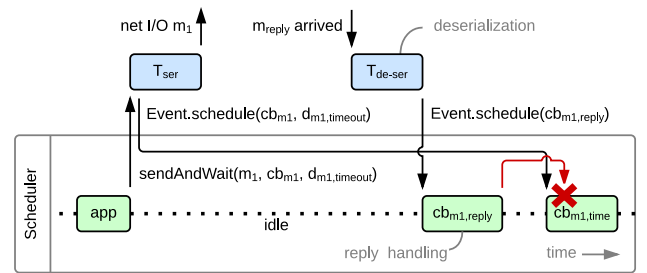 net I/O m1
mreply arrived
deserialization
Tser
Tde-ser
Event.schedule(cbm1, dm1,timeout)
Event.schedule(cbm1,reply)
sendAndWait(m1, cbm1, dm1,timeout)
Scheduler
app
idle
cbm1,reply
cbm1,time
reply handling
time